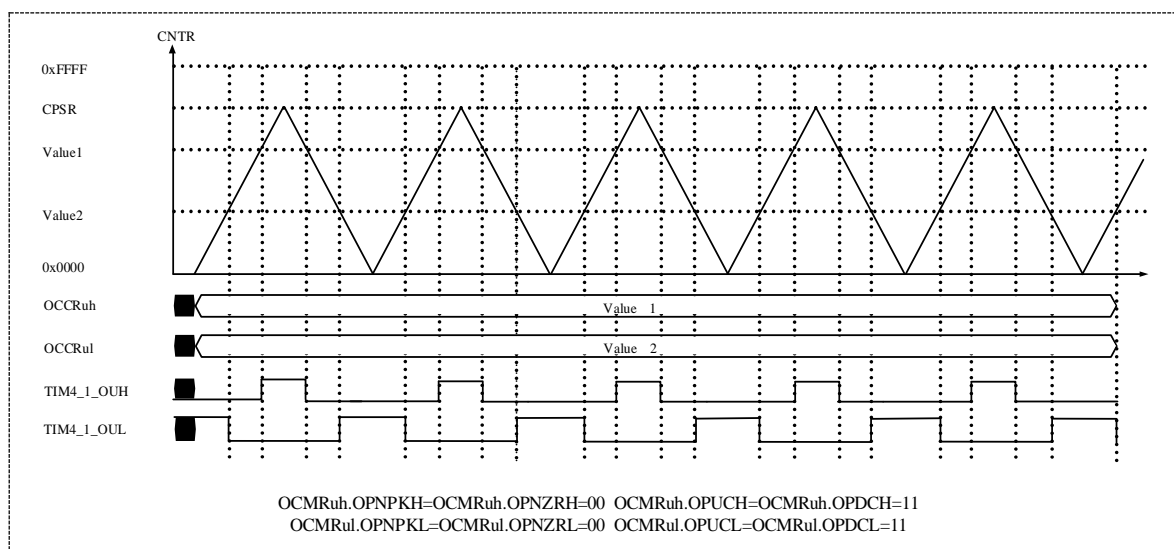 CNTR
0xFFFF
CPSR
Value1
Value2
0x0000
OCCRuh
Value 1
OCCRul
Value 2
TIM4_1_OUH
TIM4_1_OUL
OCMRuh.OPNPKH=OCMRuh.OPNZRH=00 OCMRuh.OPUCH=OCMRuh.OPDCH=11
OCMRul.OPNPKL=OCMRul.OPNZRL=00 OCMRul.OPUCL=OCMRul.OPDCL=11